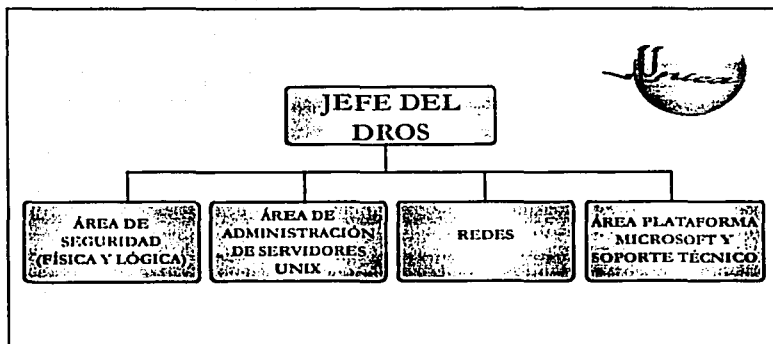 Unica
JEFE DEL
DROS
ÁREA DE
SEGURIDAD
(FÍSICA Y LÓGICA)
ÁREA DE
ADMINISTRACIÓN
DE SERVIDORES
UNIX
REDES
ÁREA PLATAFORMA
MICROSOFT Y
SOPORTE TÉCNICO